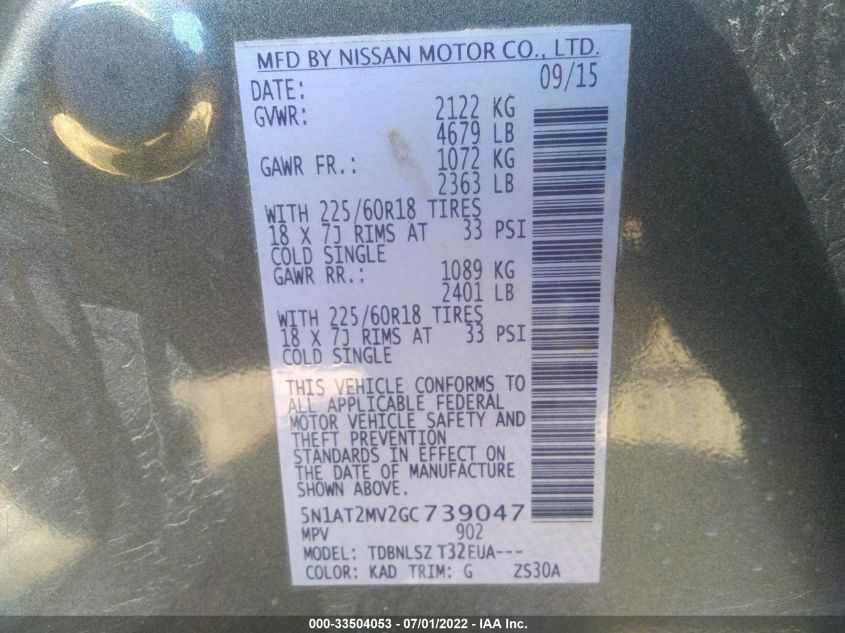 MFD BY NISSAN MOTOR CO., LTD.
DATE: 09/15
GVWR: 2122 KG
4679 LB
GAWR FR.: 1072 KG
2363 LB
WITH 225/60R18 TIRES
18 X 7J RIMS AT 33 PSI
COLD SINGLE
GAWR RR.: 1089 KG
2401 LB
WITH 225/60R18 TIRES
18 X 7J RIMS AT 33 PSI
COLD SINGLE
THIS VEHICLE CONFORMS TO
ALL APPLICABLE FEDERAL
MOTOR VEHICLE SAFETY AND
THEFT PREVENTION
STANDARDS IN EFFECT ON
THE DATE OF MANUFACTURE
SHOWN ABOVE.
5N1AT2MV2GC739047
MPV 902
MODEL: TDBNLSZ T32EUA---
COLOR: KAD TRIM: G ZS30A
000-33504053 - 07/01/2022 - IAA Inc.